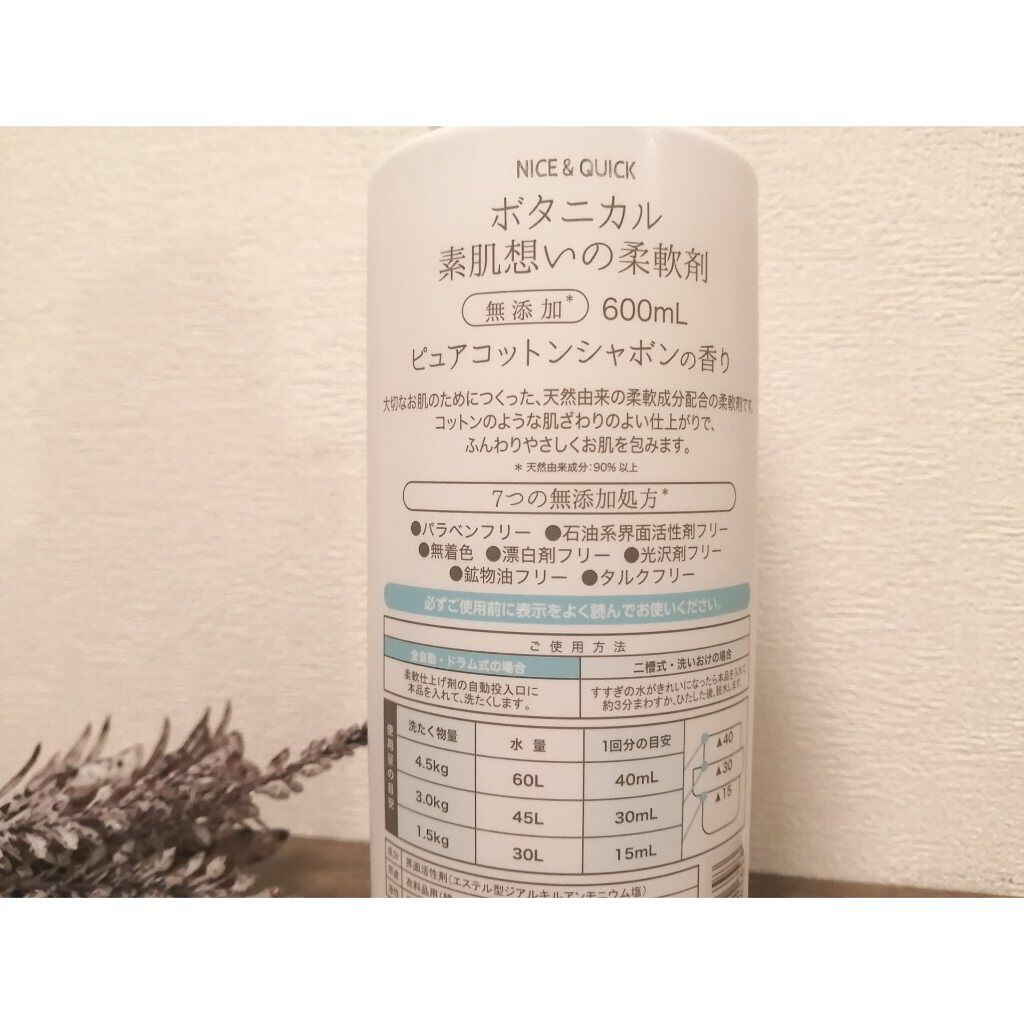 NICE & QUICK
ボタニカル
素肌想いの柔軟剤
無添加* 600mL
ピュアコットンシャボンの香り
大切なお肌のためにつくった、天然由来の柔軟成分配合の柔軟剤です。
コットンのような肌ざわりのよい仕上がりで、
ふんわりやさしくお肌を包みます。
* 天然由来成分:90% 以上
7つの無添加処方*
●パラベンフリー ●石油系界面活性剤フリー
●無着色 ●漂白剤フリー ●光沢剤フリー
●鉱物油フリー ●タルクフリー
必ずご使用前に表示をよく読んでお使いください。
ご使用方法
全自動・ドラム式の場合
柔軟仕上げ剤の自動投入口に
本品を入れて、洗たくします。
二槽式・洗いおけの場合
すすぎの水がきれいになったら本品を入れて、
約3分まわすか、ひたした後、脱水します。
使用量の目安
洗たく物量 水量 1回分の目安
4.5kg 60L 40mL
3.0kg 45L 30mL
1.5kg 30L 15mL
▲40
▲30
▲15
成分 界面活性剤(エステル型ジアルキルアンモニウム塩)
用途 衣料品用